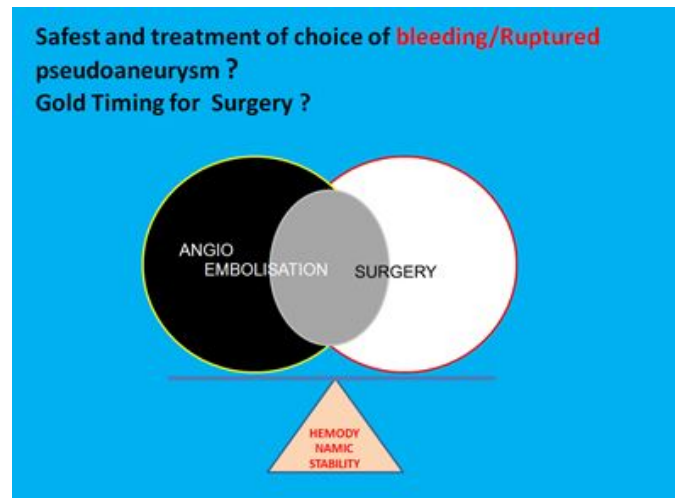 Safest and treatment of choice of bleeding/Ruptured
pseudoaneurysm ?
Gold Timing for Surgery ?
ANGIO
EMBOLISATION
SURGERY
HEMODY
NAMIC
STABILITY